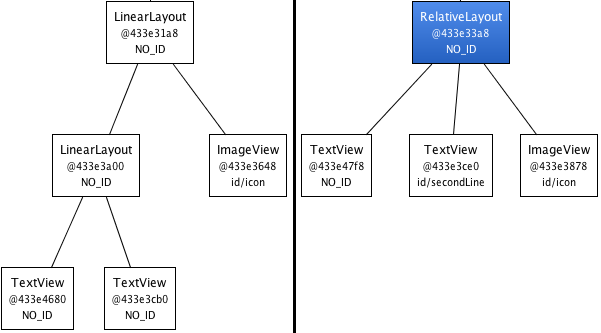 LinearLayout
@433e31a8
NO_ID
LinearLayout
@433e3a00
NO_ID
ImageView
@433e3648
id/icon
TextView
@433e4680
NO_ID
TextView
@433e3cb0
NO_ID
RelativeLayout
@433e33a8
NO_ID
TextView
@433e47f8
NO_ID
TextView
@433e3ce0
id/secondLine
ImageView
@433e3878
id/icon